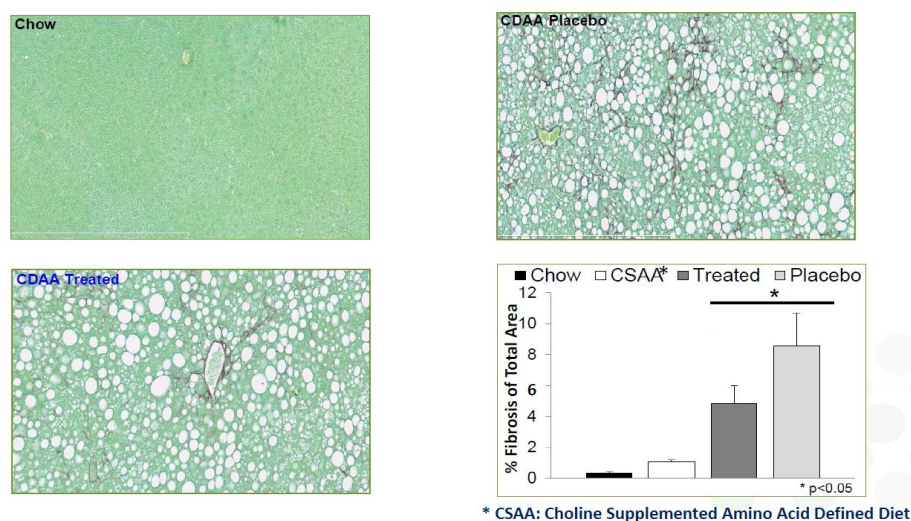 Chow
CDAA Placebo
CDAA Treated
Chow CSAA* Treated Placebo
*
% Fibrosis of Total Area
12
10
8
6
4
2
0
* p<0.05
* CSAA: Choline Supplemented Amino Acid Defined Diet